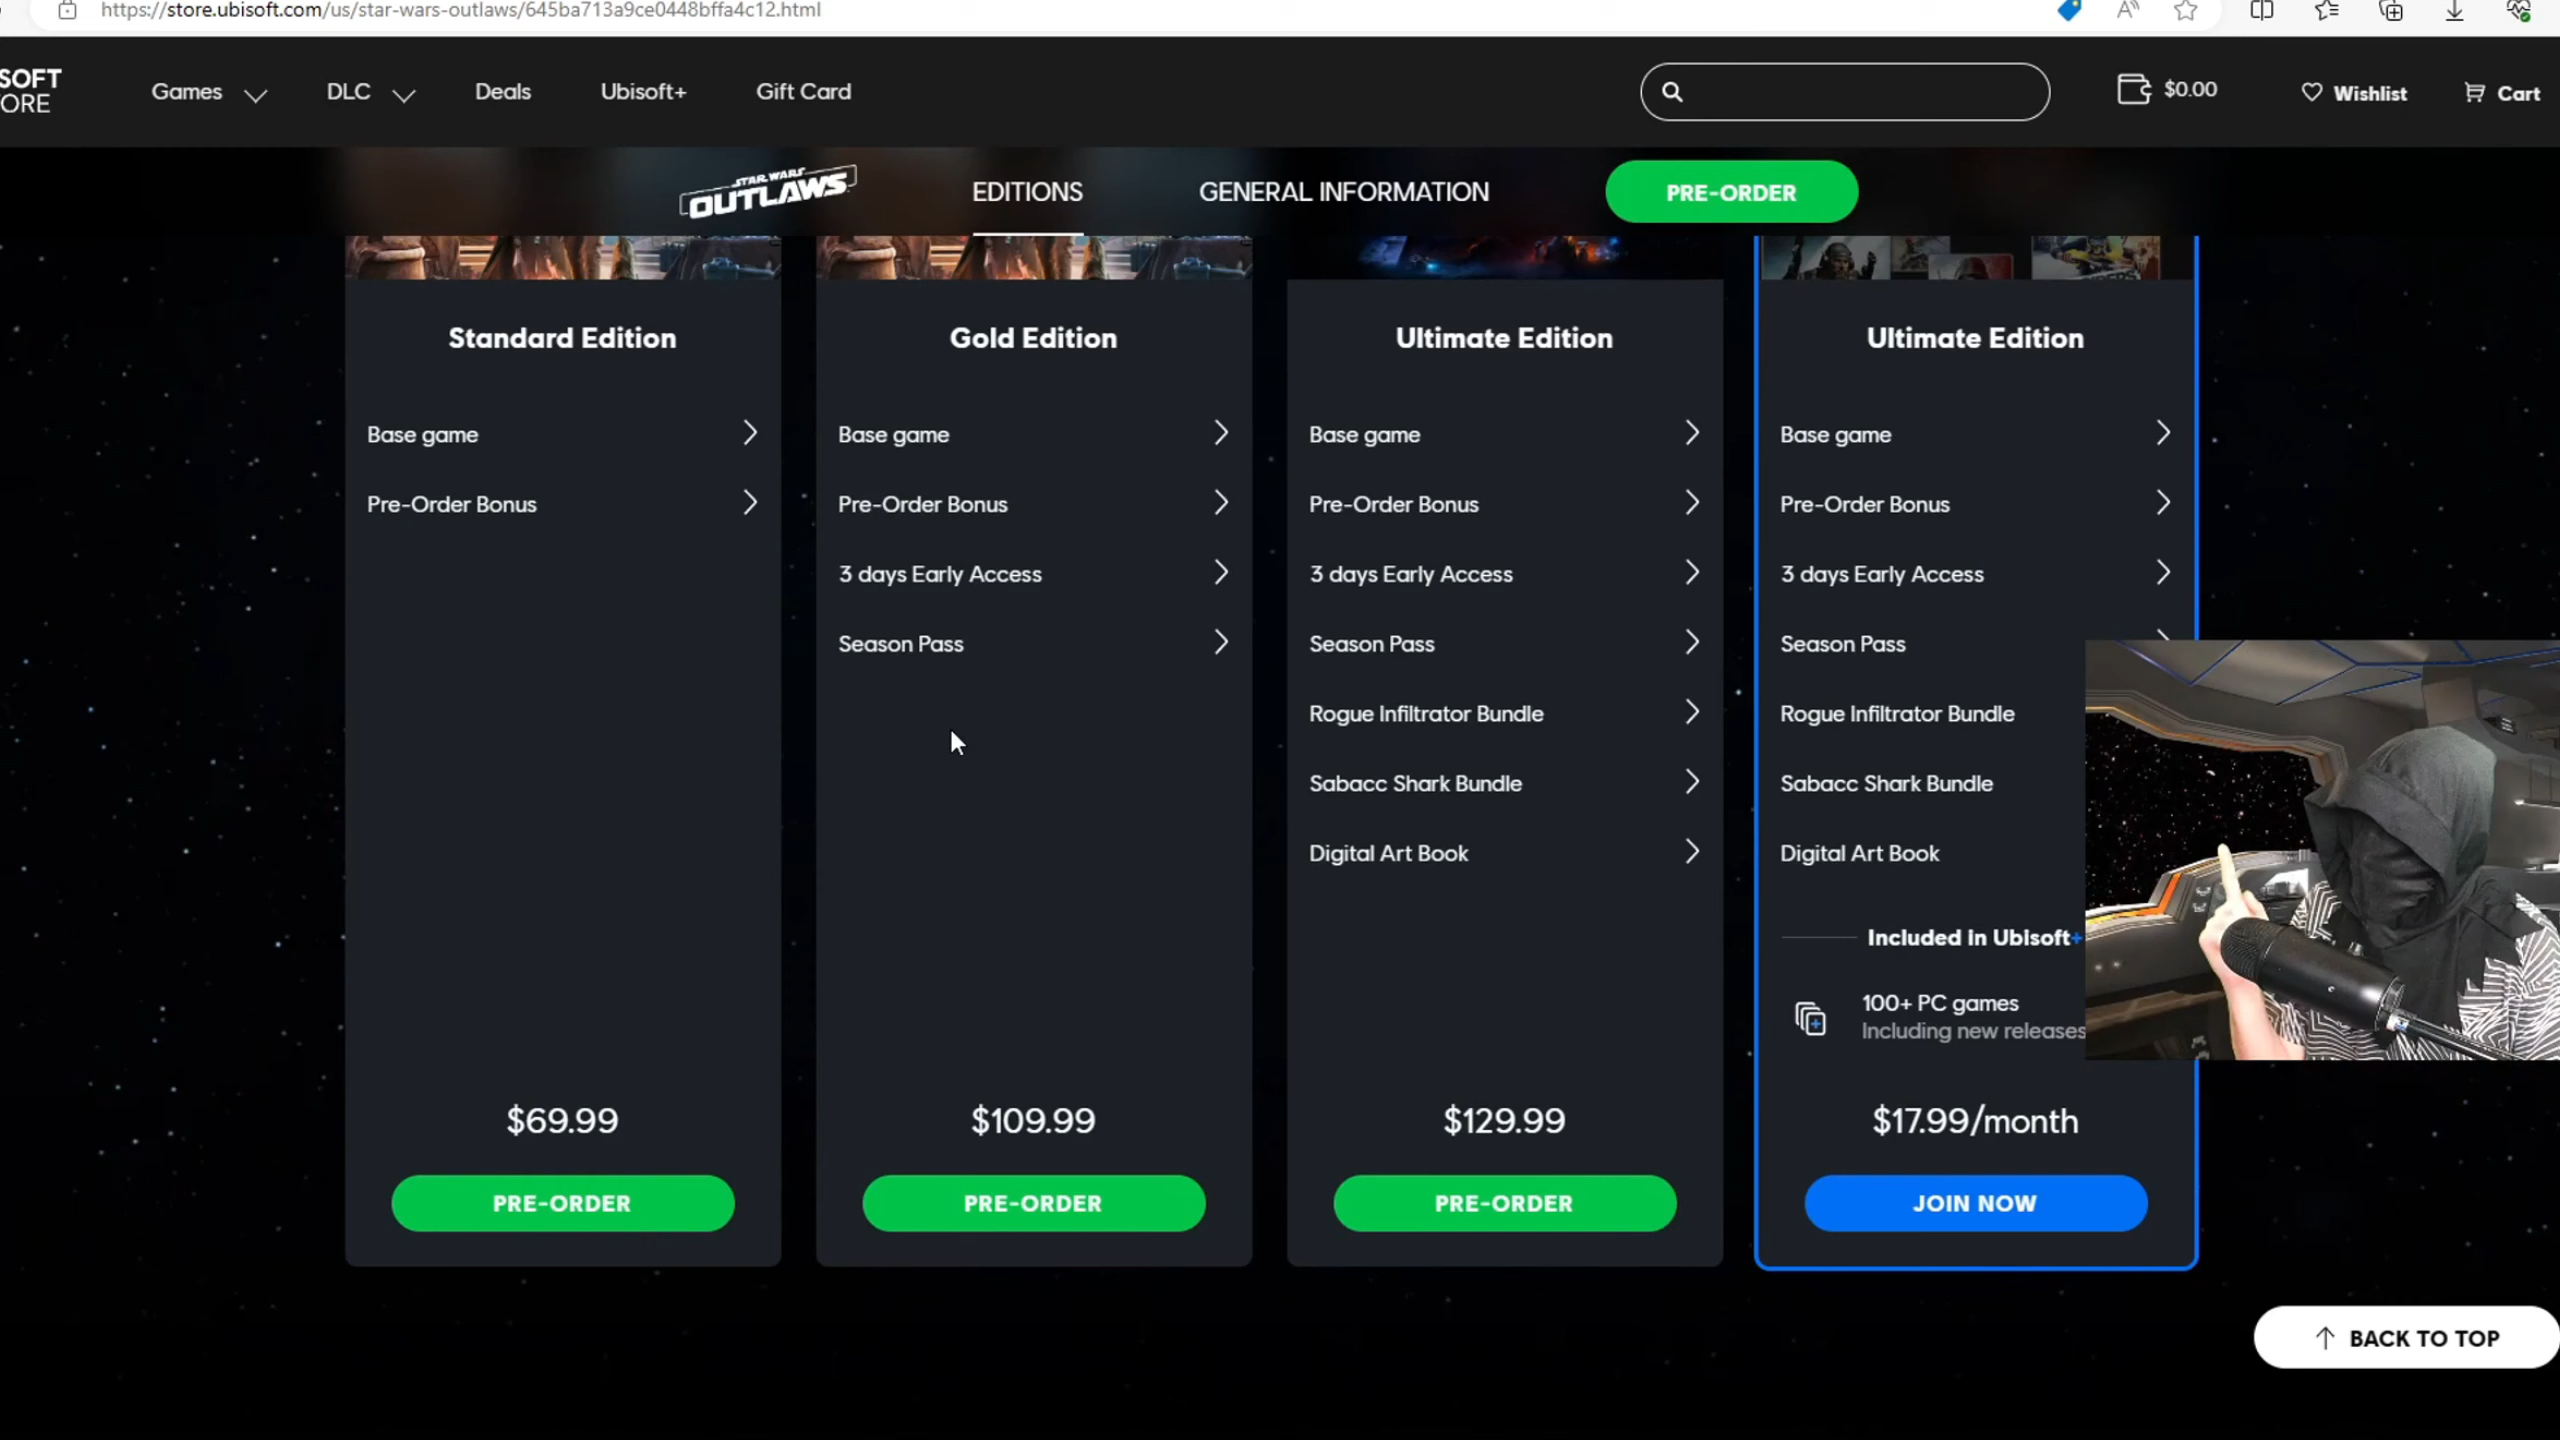 https://store.ubisoft.com/us/star-wars-outlaws/645ba713a9ce0448bffa4c12.html
SOFT
ORE
Games
DLC
Deals
Ubisoft+
Gift Card
$0.00
Wishlist
Cart
STAR WARS
OUTLAWS
EDITIONS
GENERAL INFORMATION
PRE-ORDER
Standard Edition
Base game
Pre-Order Bonus
$69.99
PRE-ORDER
Gold Edition
Base game
Pre-Order Bonus
3 days Early Access
Season Pass
$109.99
PRE-ORDER
Ultimate Edition
Base game
Pre-Order Bonus
3 days Early Access
Season Pass
Rogue Infiltrator Bundle
Sabacc Shark Bundle
Digital Art Book
$129.99
PRE-ORDER
Ultimate Edition
Base game
Pre-Order Bonus
3 days Early Access
Season Pass
Rogue Infiltrator Bundle
Sabacc Shark Bundle
Digital Art Book
Included in Ubisoft+
100+ PC games
Including new releases
$17.99/month
JOIN NOW
BACK TO TOP